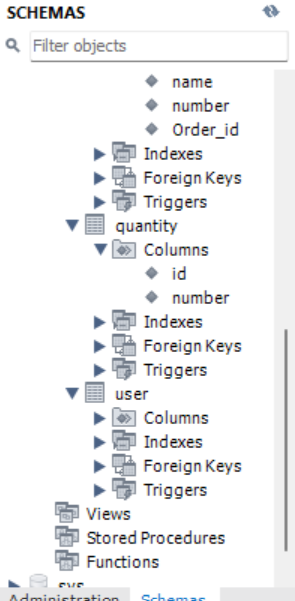 SCHEMAS
Filter objects
name
number
Order_id
Indexes
Foreign Keys
Triggers
quantity
Columns
id
number
Indexes
Foreign Keys
Triggers
user
Columns
Indexes
Foreign Keys
Triggers
Views
Stored Procedures
Functions
sys
Administration Schemas